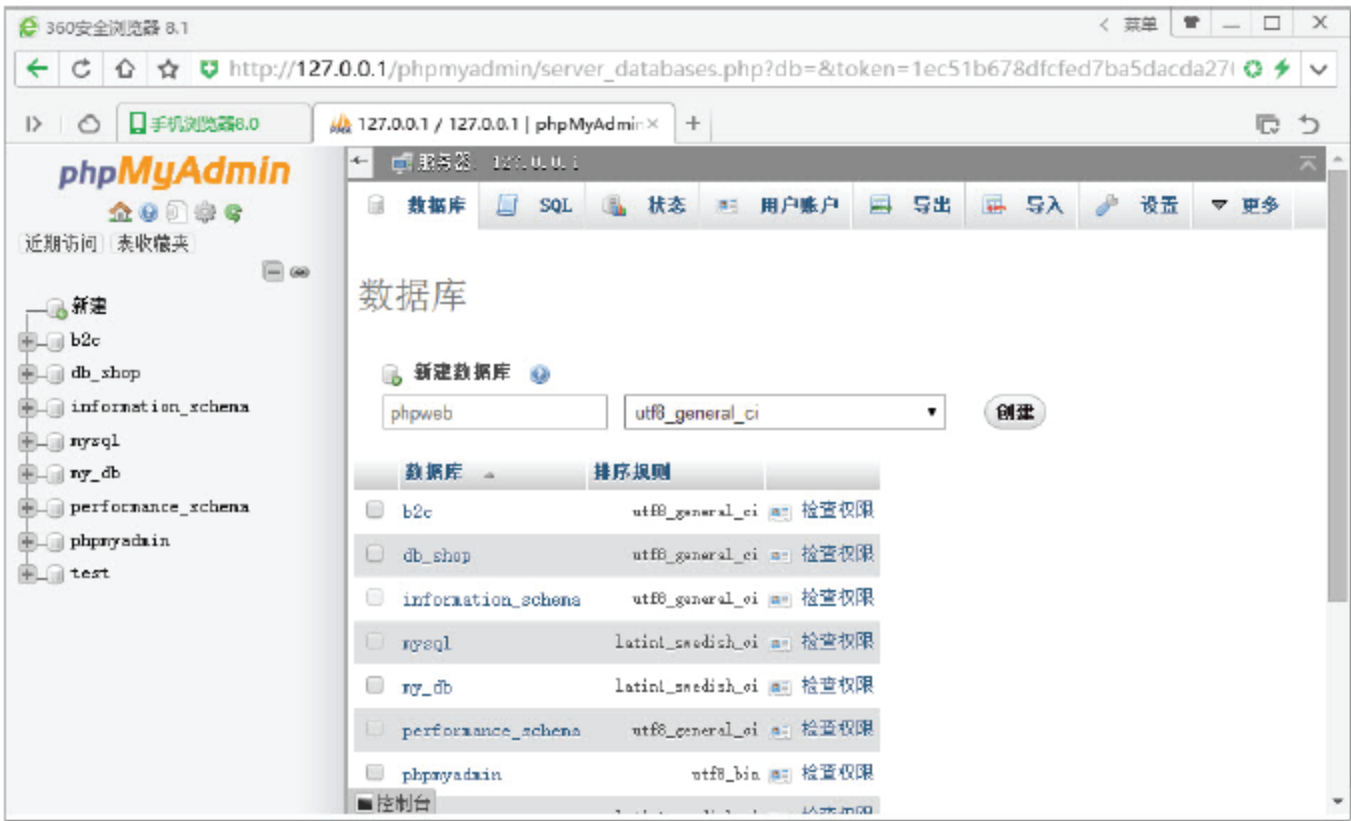 360安全浏览器 8.1
菜单
http://127.0.0.1/phpmyadmin/server_databases.php?db=&token=1ec51b678dfcfed7ba5dacda27
手机浏览器8.0
127.0.0.1 / 127.0.0.1 | phpMyAdmin
phpMyAdmin
近期访问 表收藏夹
新建
b2c
db_shop
information_schema
mysql
my_db
performance_schema
phpmyadmin
test
服务器: 127.0.0.1
数据库 SQL 状态 用户账户 导出 导入 设置 更多
数据库
新建数据库
phpweb utf8_general_ci 创建
数据库 排序规则
b2c utf8_general_ci 检查权限
db_shop utf8_general_ci 检查权限
information_schema utf8_general_ci 检查权限
mysql latin1_swedish_ci 检查权限
my_db latin1_swedish_ci 检查权限
performance_schema utf8_general_ci 检查权限
phpmyadmin utf8_bin 检查权限
控制台